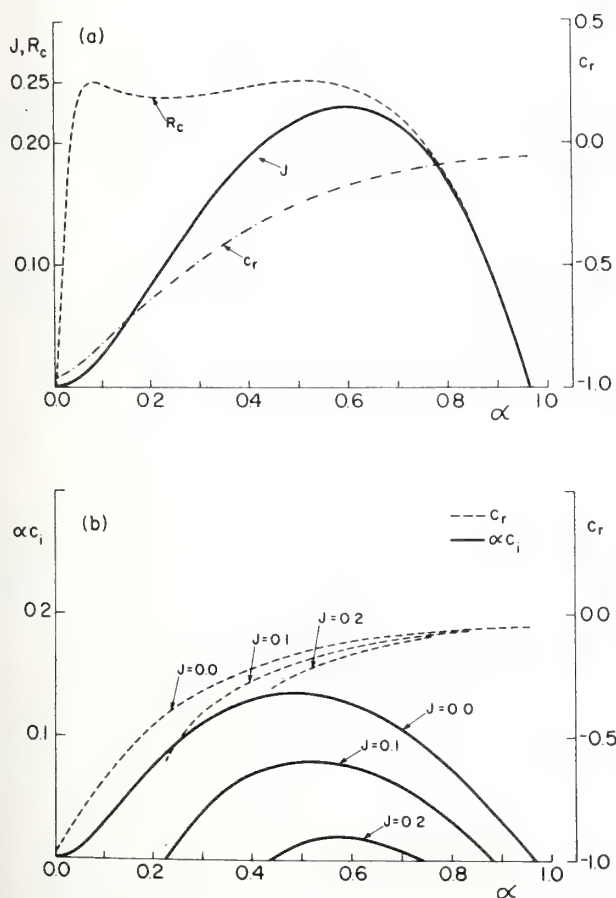 (a)
J, R_c
0.25
0.20
0.10
R_c
J
c_r
0.5
c_r
0.0
-0.5
-1.0
0.0 0.2 0.4 0.6 0.8 1.0
α
(b)
αc_i
0.2
0.1
--- c_r
— αc_i
c_r
0.0
-0.5
-1.0
J=0.0
J=0.1
J=0.2
J=0.0
J=0.1
J=0.2
0.0 0.2 0.4 0.6 0.8 1.0
α